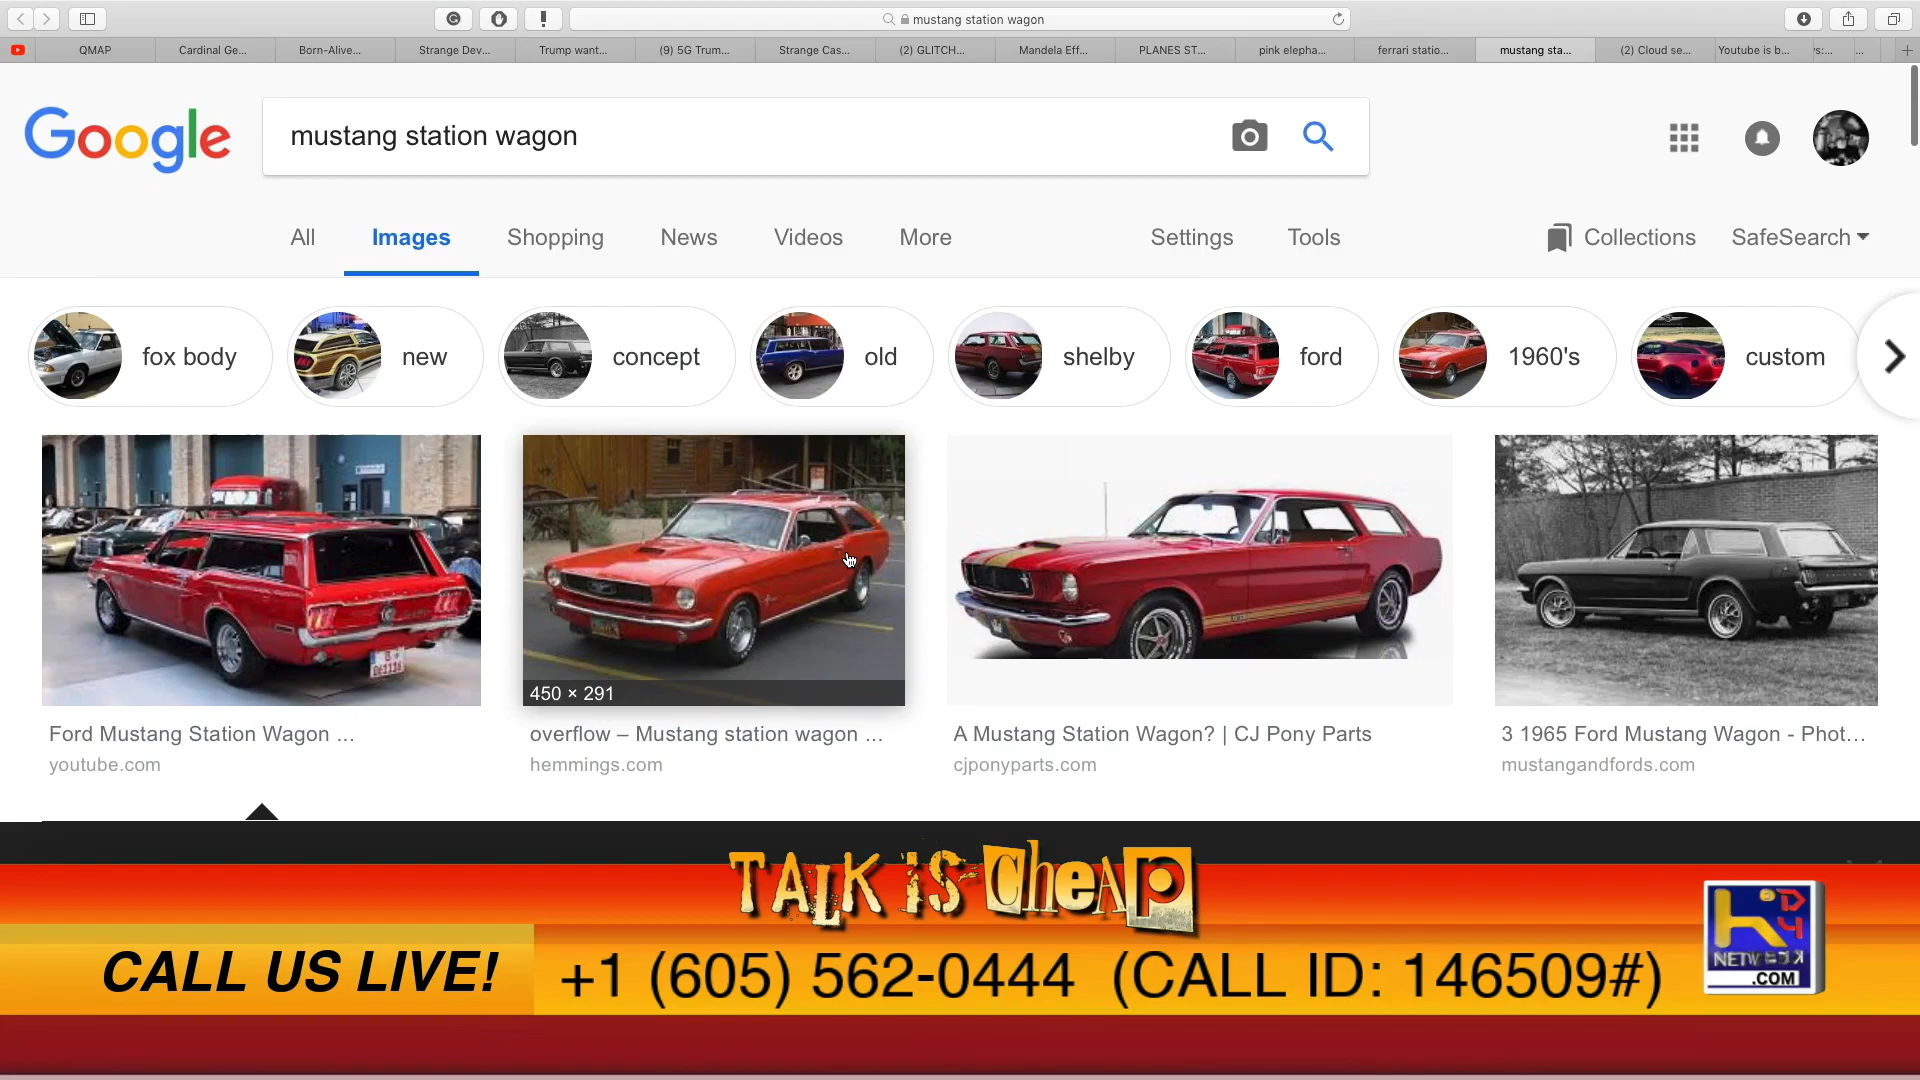 mustang station wagon
QMAP
Cardinal Ge...
Born-Alive...
Strange Dev...
Trump want...
(9) 5G Trum...
Strange Cas...
(2) GLITCH...
Mandela Eff...
PLANES ST...
pink elepha...
ferrari statio...
mustang sta...
(2) Cloud se...
Youtube is b...
Google
mustang station wagon
All
Images
Shopping
News
Videos
More
Settings
Tools
Collections
SafeSearch
fox body
new
concept
old
shelby
ford
1960's
custom
450 × 291
Ford Mustang Station Wagon ...
youtube.com
overflow – Mustang station wagon ...
hemmings.com
A Mustang Station Wagon? | CJ Pony Parts
cjponyparts.com
3 1965 Ford Mustang Wagon - Phot...
mustangandfords.com
TALK iS CheAP
CALL US LIVE!
+1 (605) 562-0444 (CALL ID: 146509#)
NETWORK
.COM